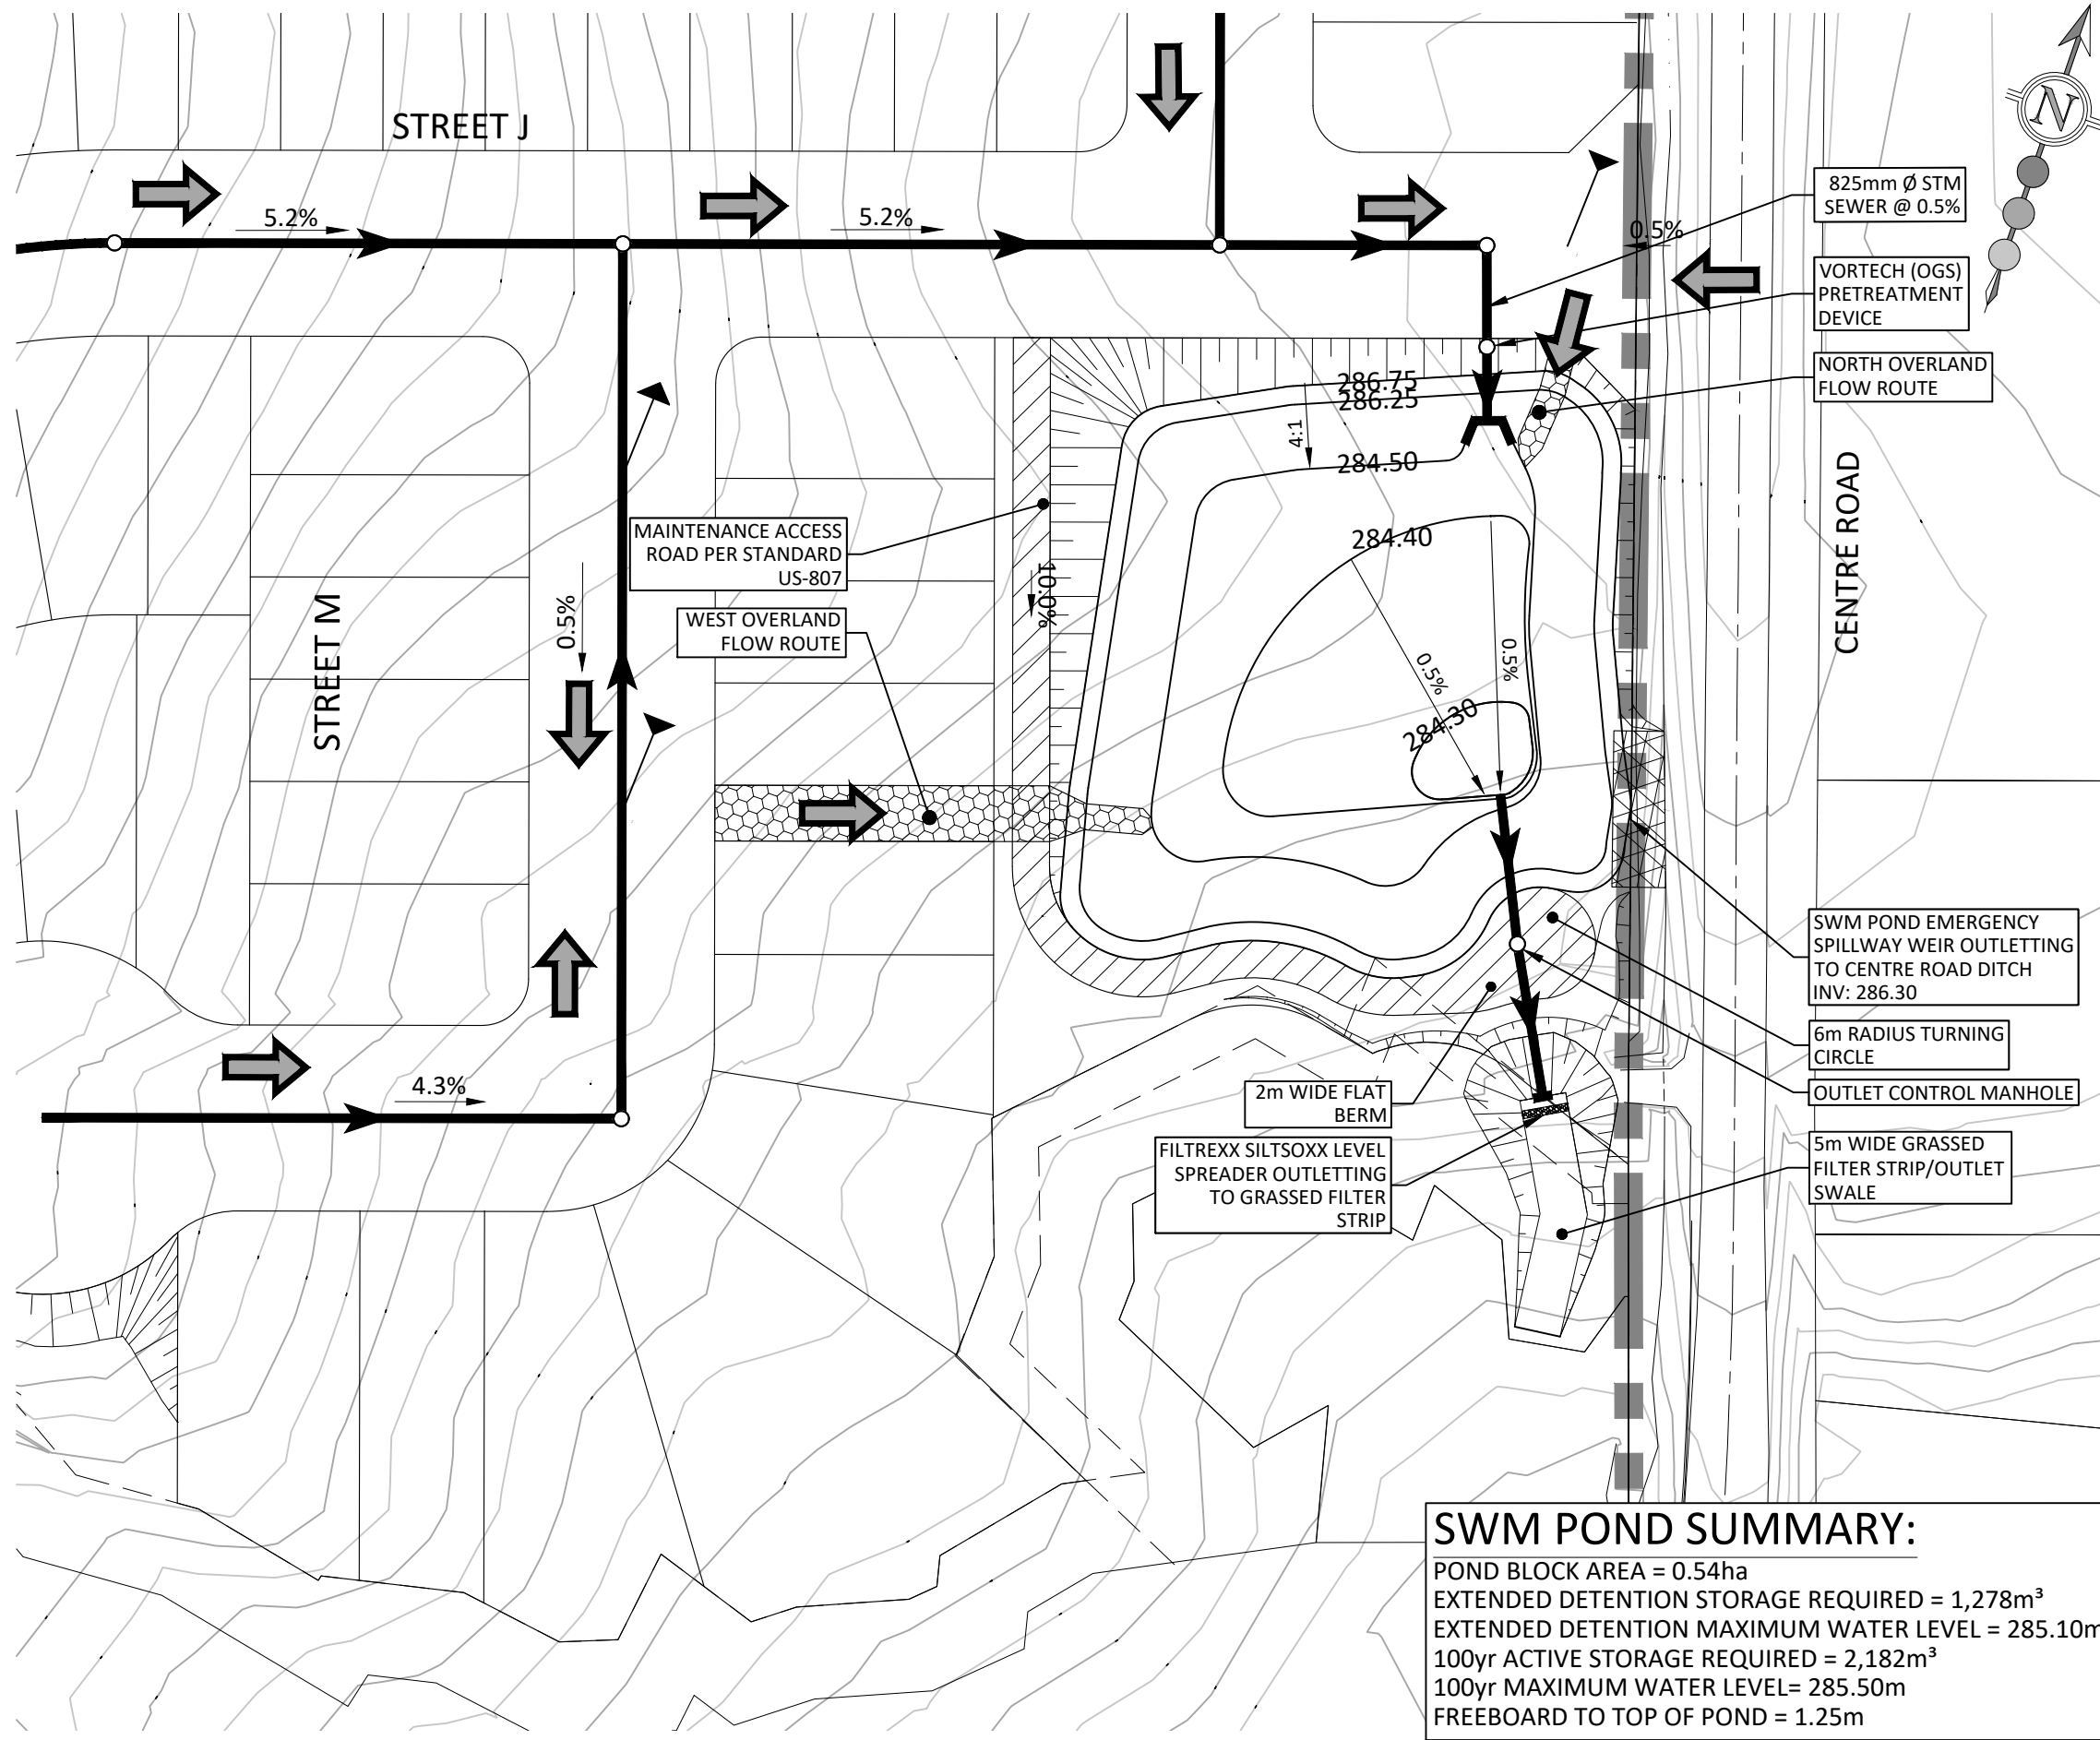 STREET J
N
5.2%
5.2%
0.5%
825mm Ø STM
SEWER @ 0.5%
VORTECH (OGS)
PRETREATMENT
DEVICE
NORTH OVERLAND
FLOW ROUTE
286.75
286.25
4:1
284.50
284.40
CENTRE ROAD
MAINTENANCE ACCESS
ROAD PER STANDARD
US-807
10.0%
WEST OVERLAND
FLOW ROUTE
STREET M
0.5%
0.5%
0.5%
284.30
SWM POND EMERGENCY
SPILLWAY WEIR OUTLETTING
TO CENTRE ROAD DITCH
INV: 286.30
6m RADIUS TURNING
CIRCLE
OUTLET CONTROL MANHOLE
4.3%
2m WIDE FLAT
BERM
FILTREXX SILTSOXX LEVEL
SPREADER OUTLETTING
TO GRASSED FILTER
STRIP
5m WIDE GRASSED
FILTER STRIP/OUTLET
SWALE
SWM POND SUMMARY:
POND BLOCK AREA = 0.54ha
EXTENDED DETENTION STORAGE REQUIRED = 1,278m³
EXTENDED DETENTION MAXIMUM WATER LEVEL = 285.10m
100yr ACTIVE STORAGE REQUIRED = 2,182m³
100yr MAXIMUM WATER LEVEL= 285.50m
FREEBOARD TO TOP OF POND = 1.25m